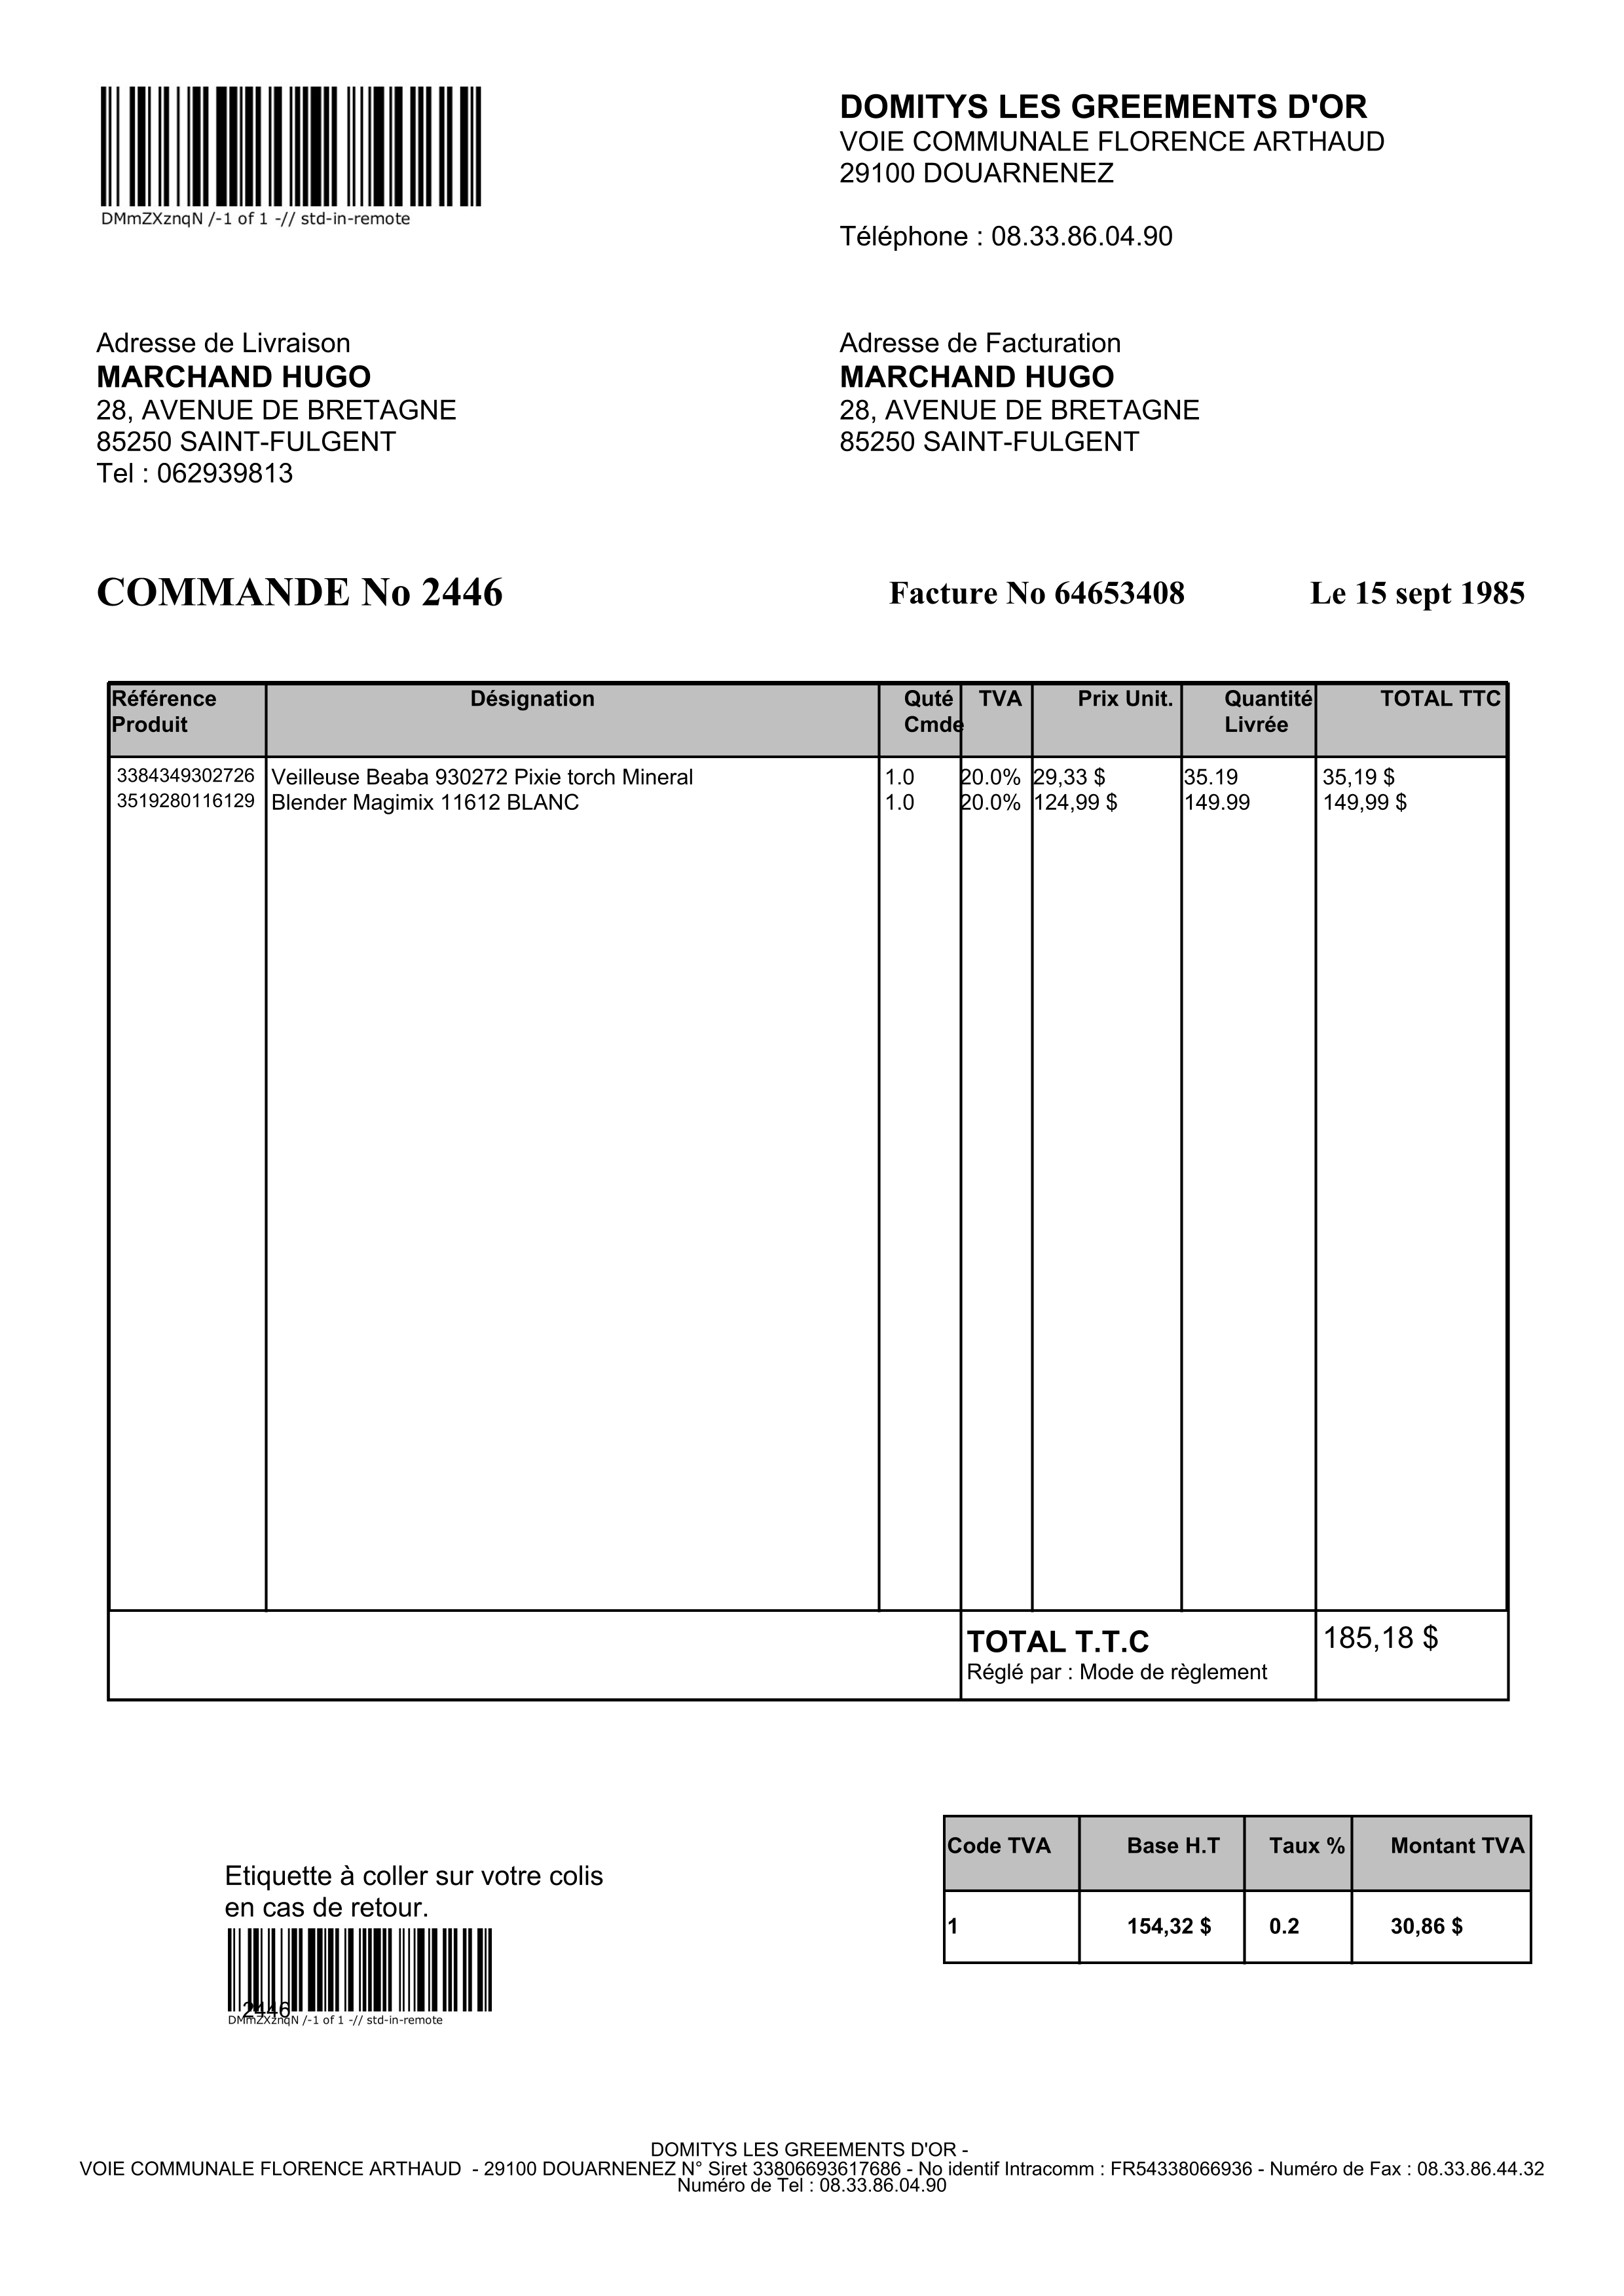 DMmZXznqN /-1 of 1 -// std-in-remote
DOMITYS LES GREEMENTS D'OR
VOIE COMMUNALE FLORENCE ARTHAUD
29100 DOUARNENEZ
Téléphone : 08.33.86.04.90
Adresse de Livraison
MARCHAND HUGO
28, AVENUE DE BRETAGNE
85250 SAINT-FULGENT
Tel : 062939813
Adresse de Facturation
MARCHAND HUGO
28, AVENUE DE BRETAGNE
85250 SAINT-FULGENT
COMMANDE No 2446 Facture No 64653408 Le 15 sept 1985
Référence Désignation Quté TVA Prix Unit. Quantité TOTAL TTC
Produit Cmde Livrée
3384349302726 Veilleuse Beaba 930272 Pixie torch Mineral 1.0 20.0% 29,33 $ 35.19 35,19 $
3519280116129 Blender Magimix 11612 BLANC 1.0 20.0% 124,99 $ 149.99 149,99 $
TOTAL T.T.C 185,18 $
Réglé par : Mode de règlement
Code TVA Base H.T Taux % Montant TVA
1 154,32 $ 0.2 30,86 $
Etiquette à coller sur votre colis
en cas de retour.
2446
DMmZXznqN /-1 of 1 -// std-in-remote
DOMITYS LES GREEMENTS D'OR -
VOIE COMMUNALE FLORENCE ARTHAUD - 29100 DOUARNENEZ N° Siret 33806693617686 - No identif Intracomm : FR54338066936 - Numéro de Fax : 08.33.86.44.32
Numéro de Tel : 08.33.86.04.90